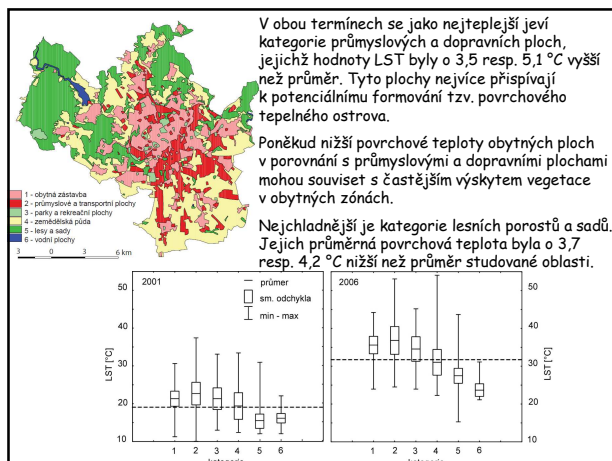 V obou termínech se jako nejteplejší jeví
kategorie průmyslových a dopravních ploch,
jejichž hodnoty LST byly o 3,5 resp. 5,1 °C vyšší
než průměr. Tyto plochy nejvíce přispívají
k potenciálnímu formování tzv. povrchového
tepelného ostrova.
Poněkud nižší povrchové teploty obytných ploch
v porovnání s průmyslovými a dopravními plochami
mohou souviset s častějším výskytem vegetace
v obytných zónách.
Nejchladnější je kategorie lesních porostů a sadů.
Jejich průměrná povrchová teplota byla o 3,7
resp. 4,2 °C nižší než průměr studované oblasti.
1 - obytná zástavba
2 - průmyslové a transportní plochy
3 - parky a rekreační plochy
4 - zemědělská půda
5 - lesy a sady
6 - vodní plochy
3 0 6 km
2001
průmer
sm. odchylka
min - max
LST [°C]
50
40
30
20
10
1 2 3 4 5 6
kategorie
2006
LST [°C]
50
40
30
20
10
1 2 3 4 5 6
kategorie